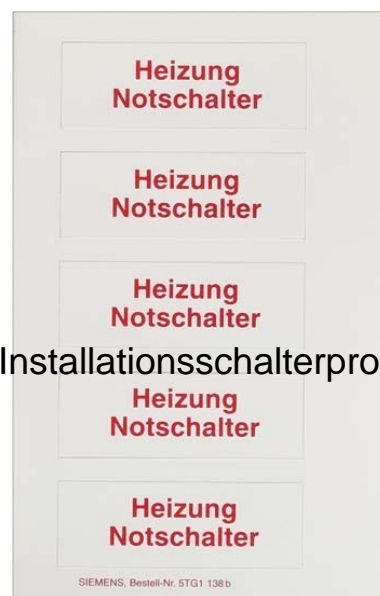 Heizung
Notschalter
Heizung
Notschalter
Heizung
Notschalter
Installationsschalterpro
Heizung
Notschalter
Heizung
Notschalter
SIEMENS, Bestell-Nr. 5TG1 138 b